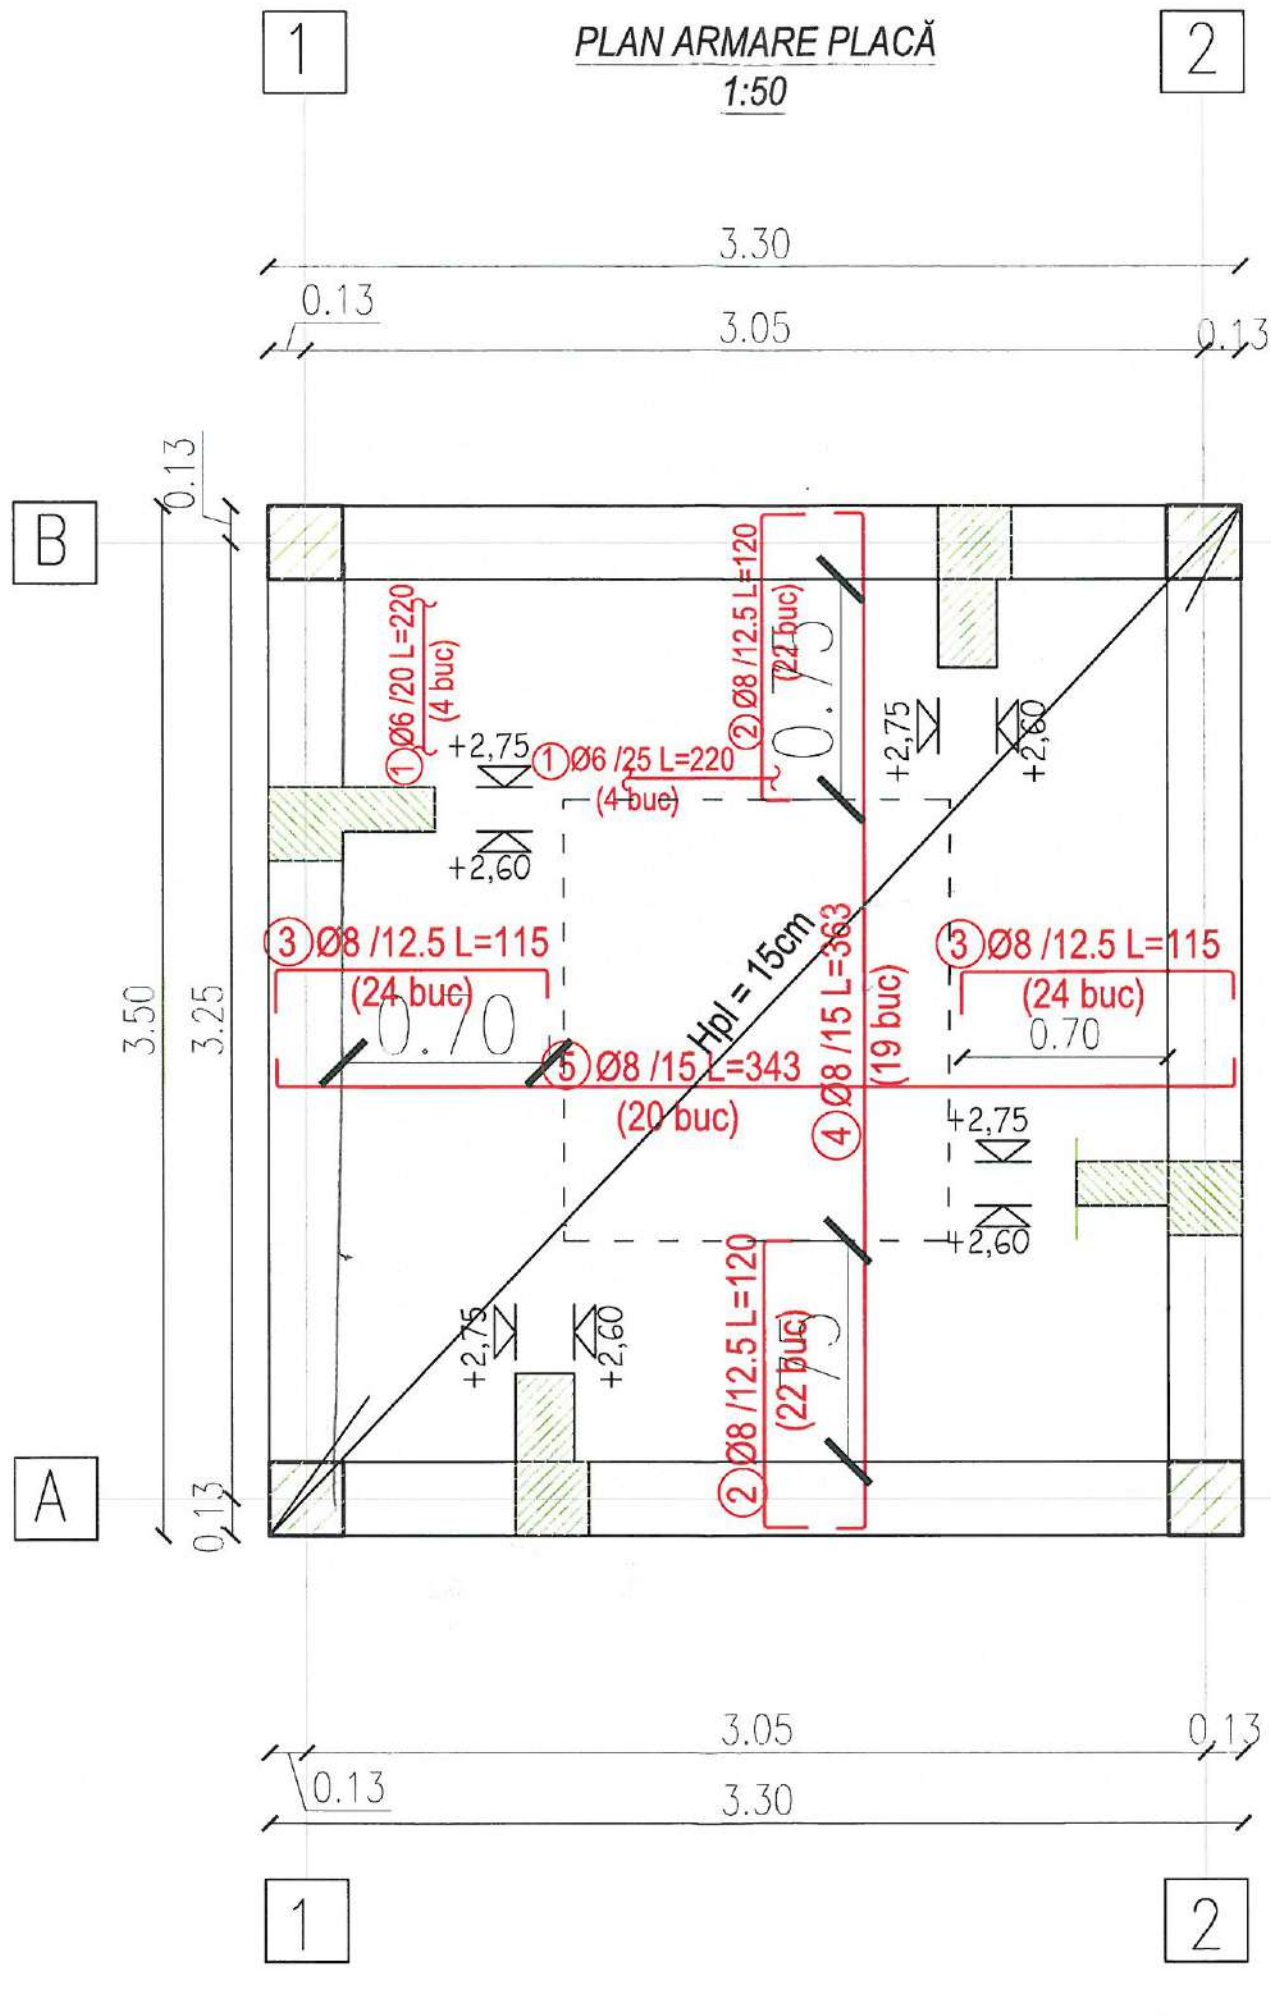 1
PLAN ARMARE PLACĂ
2
1:50
3.30
0.13
3.05
0.13
0.13
B
① Ø6 /20 L=220
(4 buc)
② Ø8 /12.5 L=120
(22 buc)
0.75
+2,75
+2,60
+2,75
① Ø6 /25 L=220
(4 buc)
+2,60
③ Ø8 /12.5 L=115
(24 buc)
0.70
③ Ø8 /12.5 L=115
(24 buc)
0.70
Hpl = 15cm
④ Ø8 /15 L=363
(19 buc)
3.50
3.25
⑤ Ø8 /15 L=343
(20 buc)
+2,75
+2,60
② Ø8 /12.5 L=120
(22 buc)
+2,75
+2,60
A
0.13
3.05
0.13
0.13
3.30
1
2